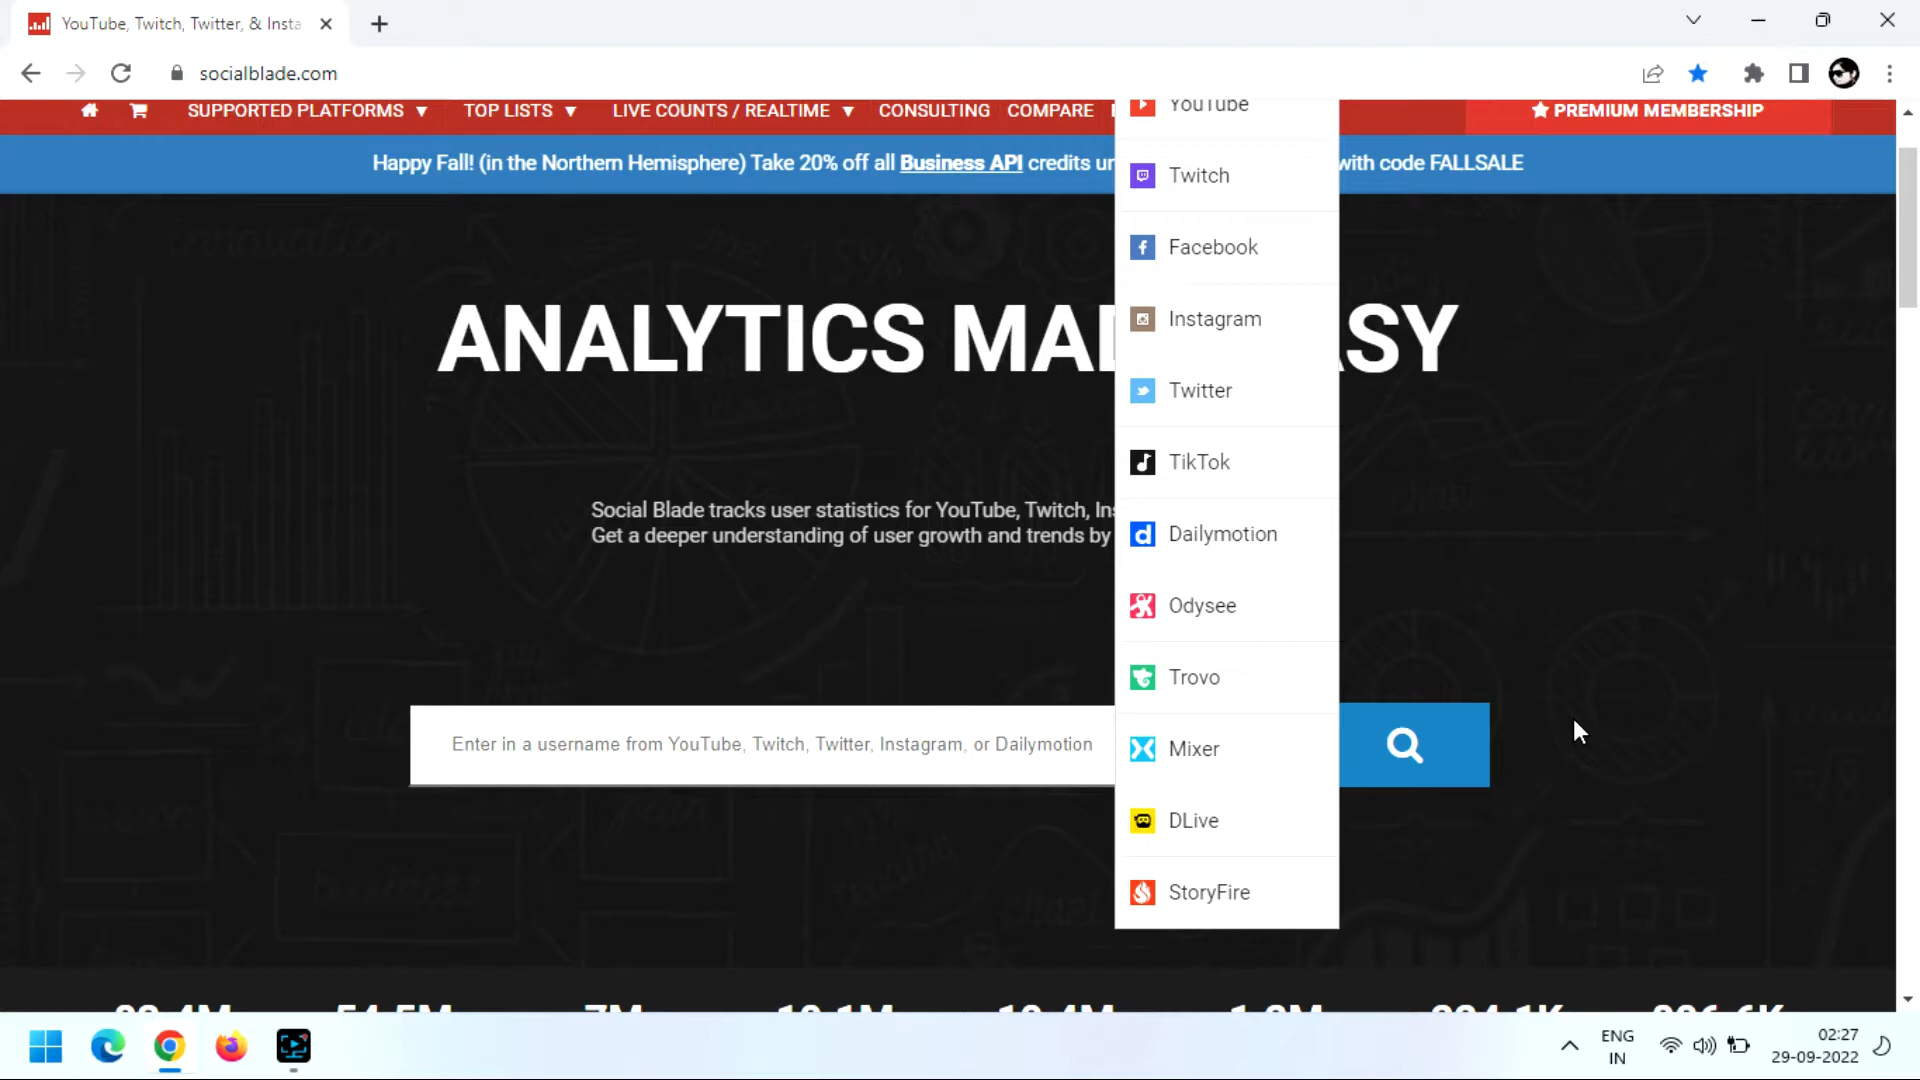 YouTube, Twitch, Twitter, & Insta
socialblade.com
SUPPORTED PLATFORMS ▼ TOP LISTS ▼ LIVE COUNTS / REALTIME ▼ CONSULTING COMPARE
PREMIUM MEMBERSHIP
Happy Fall! (in the Northern Hemisphere) Take 20% off all Business API credits
with code FALLSALE
ANALYTICS
Social Blade tracks user statistics for YouTube, Twitch,
Get a deeper understanding of user growth and trends by
Enter in a username from YouTube, Twitch, Twitter, Instagram, or Dailymotion
YouTube
Twitch
Facebook
Instagram
Twitter
TikTok
Dailymotion
Odysee
Trovo
Mixer
DLive
StoryFire
ENG
IN
02:27
29-09-2022